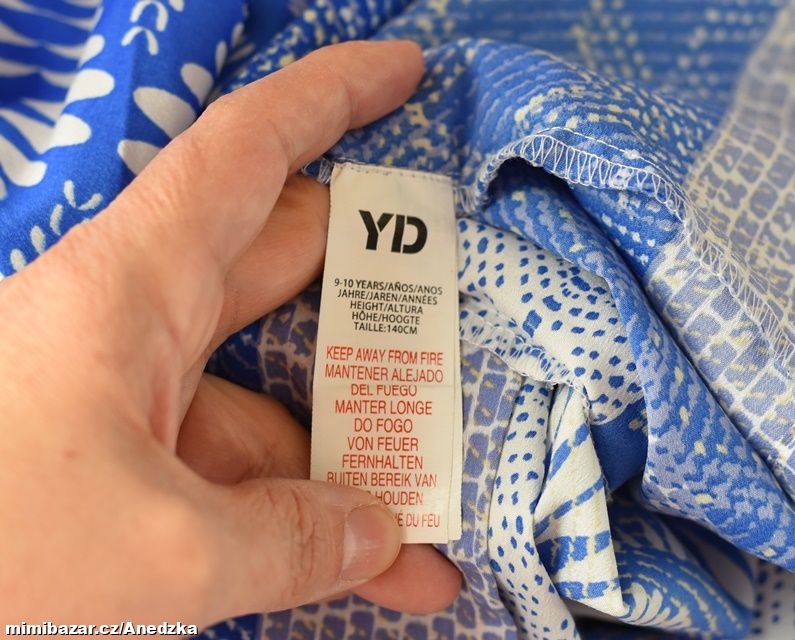 YD
9-10 YEARS/AÑOS/ANOS
JAHRE/JAREN/ANNÉES
HEIGHT/ALTURA
HÖHE/HOOGTE
TAILLE:140CM
KEEP AWAY FROM FIRE
MANTENER ALEJADO
DEL FUEGO
MANTER LONGE
DO FOGO
VON FEUER
FERNHALTEN
BUITEN BEREIK VAN
HOUDEN
DU FEU
mimibazar.cz/Anedzka